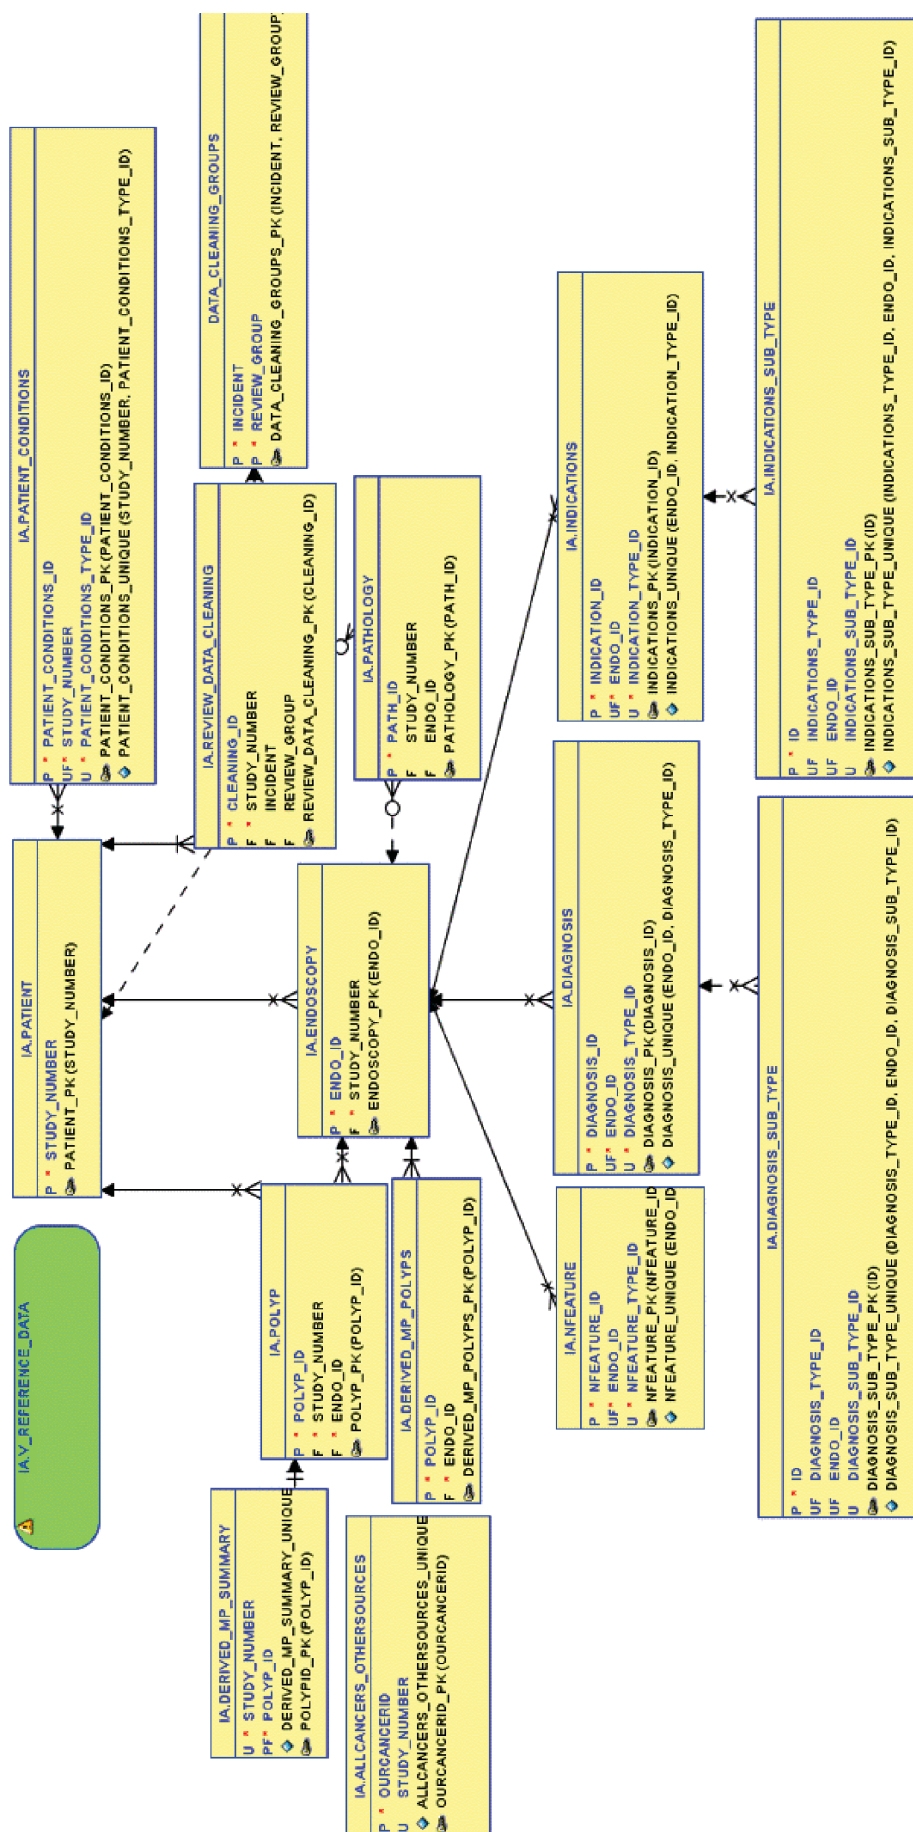 IA.V_REFERENCE_DATA
IA.PATIENT
P * STUDY_NUMBER
PATIENT_PK (STUDY_NUMBER)
IA.PATIENT_CONDITIONS
P * PATIENT_CONDITIONS_ID
UF* STUDY_NUMBER
U * PATIENT_CONDITIONS_TYPE_ID
PATIENT_CONDITIONS_PK (PATIENT_CONDITIONS_ID)
PATIENT_CONDITIONS_UNIQUE (STUDY_NUMBER, PATIENT_CONDITIONS_TYPE_ID)
IA.DERIVED_MP_SUMMARY
U * STUDY_NUMBER
PF* POLYP_ID
DERIVED_MP_SUMMARY_UNIQUE
POLYPID_PK (POLYP_ID)
IA.POLYP
P * POLYP_ID
F * STUDY_NUMBER
F * ENDO_ID
POLYP_PK (POLYP_ID)
IA.REVIEW_DATA_CLEANING
P * CLEANING_ID
F * STUDY_NUMBER
F INCIDENT
F REVIEW_GROUP
REVIEW_DATA_CLEANING_PK (CLEANING_ID)
DATA_CLEANING_GROUPS
P * INCIDENT
P * REVIEW_GROUP
DATA_CLEANING_GROUPS_PK (INCIDENT, REVIEW_GROUP
IA.ENDOSCOPY
P * ENDO_ID
F * STUDY_NUMBER
ENDOSCOPY_PK (ENDO_ID)
IA.ALLCANCERS_OTHERSOURCES
P * OURCANCERID
U STUDY_NUMBER
ALLCANCERS_OTHERSOURCES_UNIQUE
OURCANCERID_PK (OURCANCERID)
IA.DERIVED_MP_POLYPS
P * POLYP_ID
F * ENDO_ID
DERIVED_MP_POLYPS_PK (POLYP_ID)
IA.PATHOLOGY
P * PATH_ID
F STUDY_NUMBER
F ENDO_ID
PATHOLOGY_PK (PATH_ID)
IA.NFEATURE
P * NFEATURE_ID
UF* ENDO_ID
U * NFEATURE_TYPE_ID
NFEATURE_PK (NFEATURE_ID
NFEATURE_UNIQUE (ENDO_ID
IA.DIAGNOSIS
P * DIAGNOSIS_ID
UF* ENDO_ID
U * DIAGNOSIS_TYPE_ID
DIAGNOSIS_PK (DIAGNOSIS_ID)
DIAGNOSIS_UNIQUE (ENDO_ID, DIAGNOSIS_TYPE_ID)
IA.INDICATIONS
P * INDICATION_ID
UF* ENDO_ID
U * INDICATION_TYPE_ID
INDICATIONS_PK (INDICATION_ID)
INDICATIONS_UNIQUE (ENDO_ID, INDICATION_TYPE_ID)
IA.DIAGNOSIS_SUB_TYPE
P * ID
UF DIAGNOSIS_TYPE_ID
UF ENDO_ID
U DIAGNOSIS_SUB_TYPE_ID
DIAGNOSIS_SUB_TYPE_PK (ID)
DIAGNOSIS_SUB_TYPE_UNIQUE (DIAGNOSIS_TYPE_ID, ENDO_ID, DIAGNOSIS_SUB_TYPE_ID)
IA.INDICATIONS_SUB_TYPE
P * ID
UF INDICATIONS_TYPE_ID
UF ENDO_ID
U INDICATIONS_SUB_TYPE_ID
INDICATIONS_SUB_TYPE_PK (ID)
INDICATIONS_SUB_TYPE_UNIQUE (INDICATIONS_TYPE_ID, ENDO_ID, INDICATIONS_SUB_TYPE_ID)